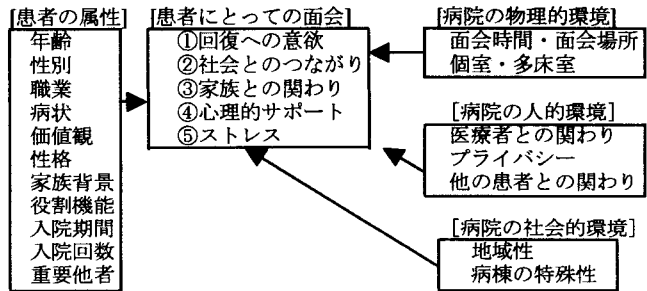 [患者の属性]
年齢
性別
職業
病状
価値観
性格
家族背景
役割機能
入院期間
入院回数
重要他者
[患者にとっての面会]
①回復への意欲
②社会とのつながり
③家族との関わり
④心理的サポート
⑤ストレス
[病院の物理的環境]
面会時間・面会場所
個室・多床室
[病院の人的環境]
医療者との関わり
プライバシー
他の患者との関わり
[病院の社会的環境]
地域性
病棟の特殊性